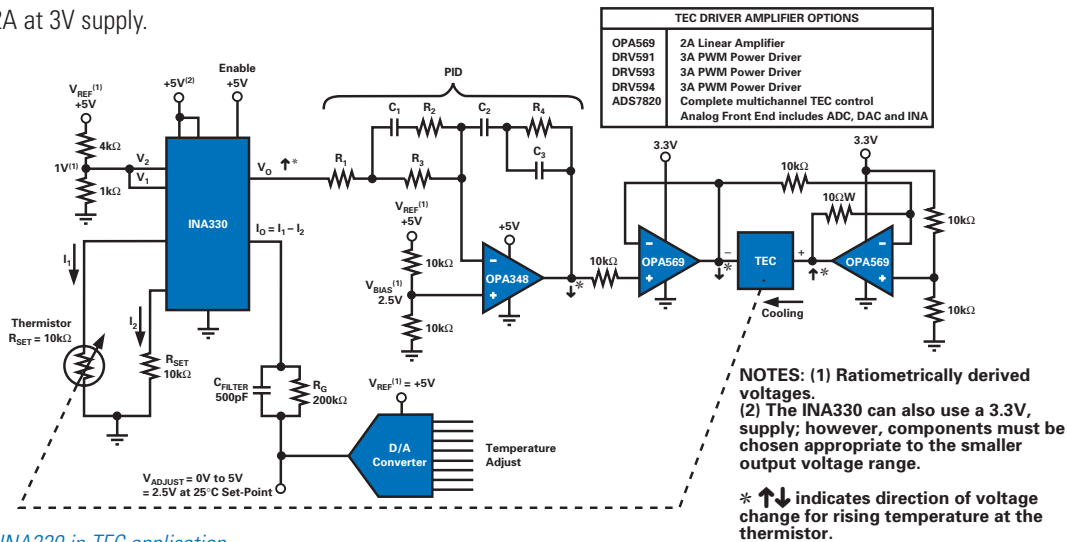 2A at 3V supply.
TEC DRIVER AMPLIFIER OPTIONS
OPA569 2A Linear Amplifier
DRV591 3A PWM Power Driver
DRV593 3A PWM Power Driver
DRV594 3A PWM Power Driver
ADS7820 Complete multichannel TEC control
Analog Front End includes ADC, DAC and INA
Enable
+5V(2)
+5V
PID
VREF(1)
+5V
C1
R2
C2
R4
4kΩ
C3
3.3V
3.3V
V2
VO ↑*
R1
R3
10kΩ
1V(1)
V1
10ΩW
1kΩ
VREF(1)
+5V
10kΩ
INA330
IO = I1 – I2
+5V
10kΩ
–
10kΩ
–
OPA569
+
–
TEC
+
–
OPA569
+
I1
VBIAS(1)
2.5V
OPA348
+
↓*
↓*
↑*
I2
10kΩ
Cooling
10kΩ
Thermistor
RSET = 10kΩ
RSET
10kΩ
CFILTER
500pF
RG
200kΩ
VREF(1) = +5V
D/A
Converter
Temperature
Adjust
VADJUST = 0V to 5V
= 2.5V at 25°C Set-Point
NOTES: (1) Ratiometrically derived
voltages.
(2) The INA330 can also use a 3.3V,
supply; however, components must be
chosen appropriate to the smaller
output voltage range.
* ↑↓ indicates direction of voltage
change for rising temperature at the
thermistor.
in TEC application